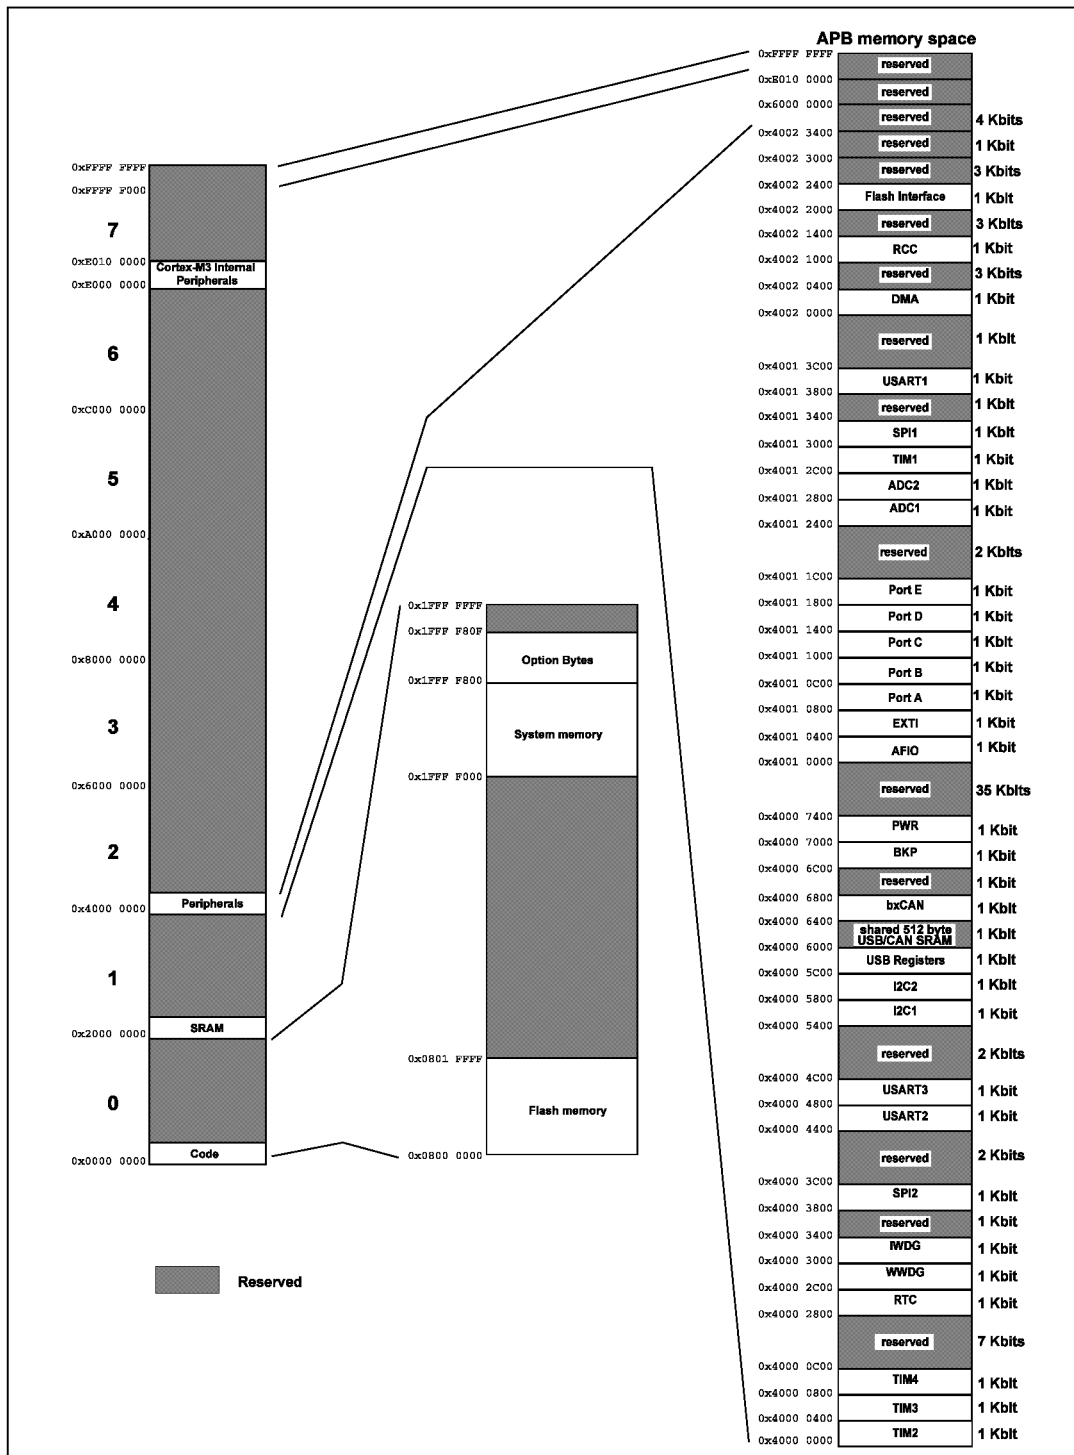 APB memory space
0xFFFF FFFF
reserved
0xE010 0000
reserved
0x6000 0000
reserved
4 Kbits
0x4002 3400
reserved
1 Kbit
0x4002 3000
reserved
3 Kbits
0x4002 2400
Flash Interface
1 Kbit
0x4002 2000
reserved
3 Kbits
0x4002 1400
RCC
1 Kbit
0x4002 1000
reserved
3 Kbits
0x4002 0400
DMA
1 Kbit
0x4002 0000
reserved
1 Kbit
0x4001 3C00
USART1
1 Kbit
0x4001 3800
reserved
1 Kbit
0x4001 3400
SPI1
1 Kbit
0x4001 3000
TIM1
1 Kbit
0x4001 2C00
ADC2
1 Kbit
0x4001 2800
ADC1
1 Kbit
0x4001 2400
reserved
2 Kbits
0x4001 1C00
Port E
1 Kbit
0x4001 1800
Port D
1 Kbit
0x4001 1400
Port C
1 Kbit
0x4001 1000
Port B
1 Kbit
0x4001 0C00
Port A
1 Kbit
0x4001 0800
EXTI
1 Kbit
0x4001 0400
AFIO
1 Kbit
0x4001 0000
reserved
35 Kbits
0x4000 7400
PWR
1 Kbit
0x4000 7000
BKP
1 Kbit
0x4000 6C00
reserved
1 Kbit
0x4000 6800
bxCAN
1 Kbit
0x4000 6400
shared 512 byte
USB/CAN SRAM
1 Kbit
0x4000 6000
USB Registers
1 Kbit
0x4000 5C00
I2C2
1 Kbit
0x4000 5800
I2C1
1 Kbit
0x4000 5400
reserved
2 Kbits
0x4000 4C00
USART3
1 Kbit
0x4000 4800
USART2
1 Kbit
0x4000 4400
reserved
2 Kbits
0x4000 3C00
SPI2
1 Kbit
0x4000 3800
reserved
1 Kbit
0x4000 3400
IWDG
1 Kbit
0x4000 3000
WWDG
1 Kbit
0x4000 2C00
RTC
1 Kbit
0x4000 2800
reserved
7 Kbits
0x4000 0C00
TIM4
1 Kbit
0x4000 0800
TIM3
1 Kbit
0x4000 0400
TIM2
1 Kbit
0x4000 0000
0xFFFF FFFF
0xFFFF F000
7
0xE010 0000
Cortex-M3 Internal
Peripherals
0xE000 0000
6
0xC000 0000
5
0xA000 0000
4
0x8000 0000
3
0x6000 0000
2
Peripherals
0x4000 0000
1
SRAM
0x2000 0000
0
Code
0x0000 0000
0x1FFF FFFF
0x1FFF F80F
Option Bytes
0x1FFF F800
System memory
0x1FFF F000
0x0801 FFFF
Flash memory
0x0800 0000
Reserved